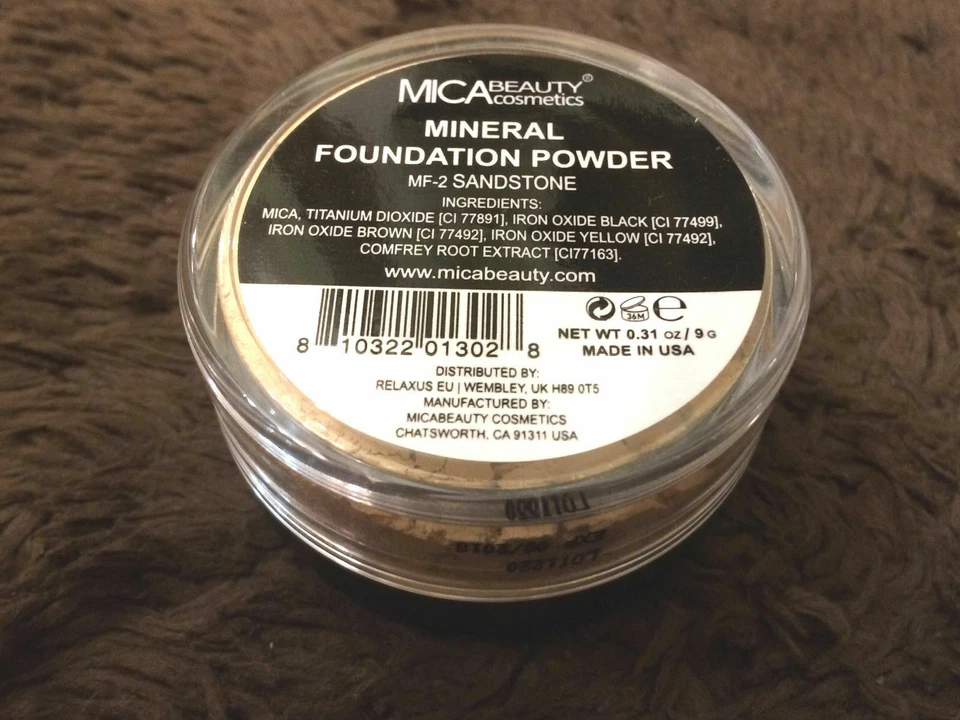 MICABEAUTY®
cosmetics
MINERAL
FOUNDATION POWDER
MF-2 SANDSTONE
INGREDIENTS:
MICA, TITANIUM DIOXIDE [CI 77891], IRON OXIDE BLACK [CI 77499],
IRON OXIDE BROWN [CI 77492], IRON OXIDE YELLOW [CI 77492],
COMFREY ROOT EXTRACT [CI77163].
www.micabeauty.com
8 10322 01302 8
36M e
NET WT 0.31 OZ / 9 G
MADE IN USA
DISTRIBUTED BY:
RELAXUS EU | WEMBLEY, UK H89 0T5
MANUFACTURED BY:
MICABEAUTY COSMETICS
CHATSWORTH, CA 91311 USA